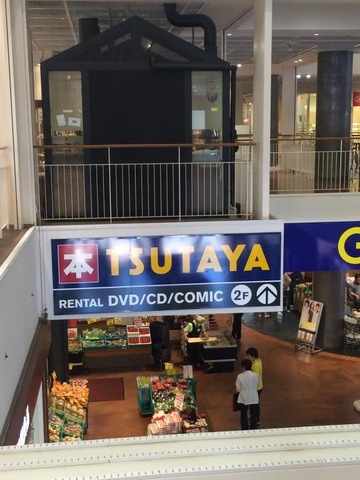 本 TSUTAYA
RENTAL DVD/CD/COMIC 2F
G